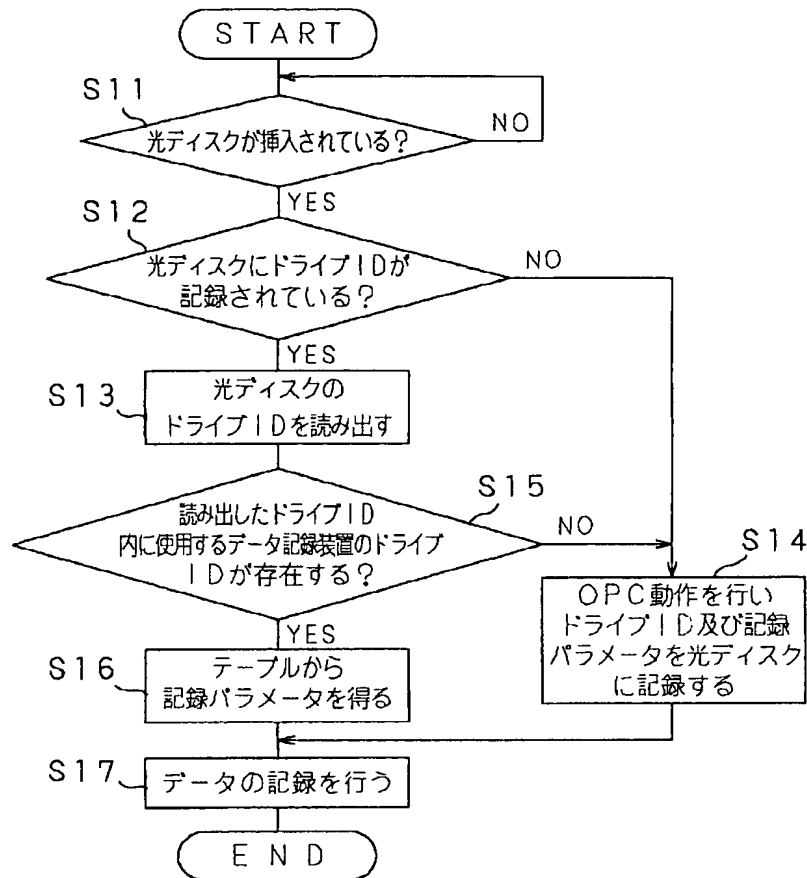 START
S11
光ディスクが挿入されている?
NO
YES
S12
光ディスクにドライブIDが
記録されている?
NO
YES
S13
光ディスクの
ドライブIDを読み出す
S15
読み出したドライブID
内に使用するデータ記録装置のドライブ
IDが存在する?
NO
YES
S14
OPC動作を行い
ドライブID及び記録
パラメータを光ディスク
に記録する
S16
テーブルから
記録パラメータを得る
S17
データの記録を行う
END